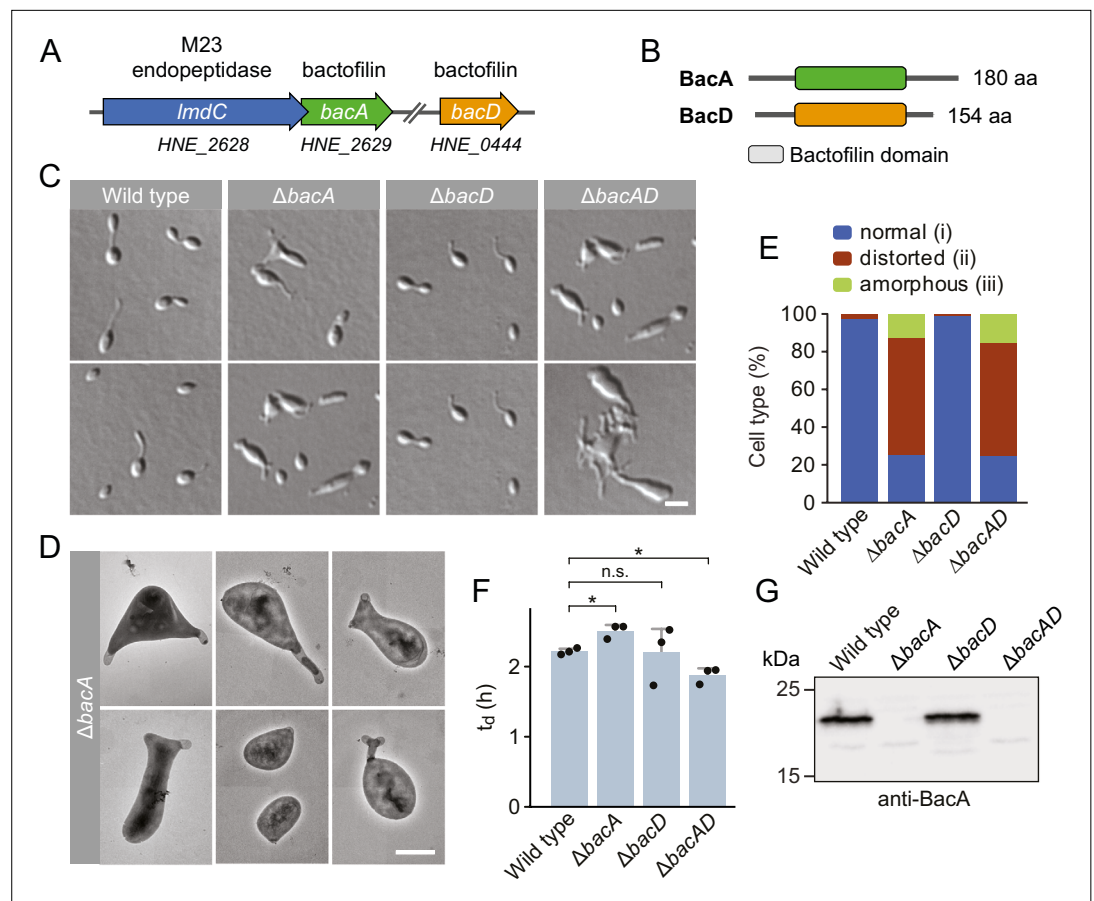 A
M23
endopeptidase
bactofilin
bactofilin
lmdC
bacA
bacD
HNE_2628
HNE_2629
HNE_0444
B
BacA
180 aa
BacD
154 aa
Bactofilin domain
C
Wild type
ΔbacA
ΔbacD
ΔbacAD
D
ΔbacA
E
normal (i)
distorted (ii)
amorphous (iii)
Cell type (%)
100
80
60
40
20
0
Wild type
ΔbacA
ΔbacD
ΔbacAD
F
*
n.s.
*
td (h)
2
1
0
Wild type
ΔbacA
ΔbacD
ΔbacAD
G
Wild type
ΔbacA
ΔbacD
ΔbacAD
kDa
25
15
anti-BacA